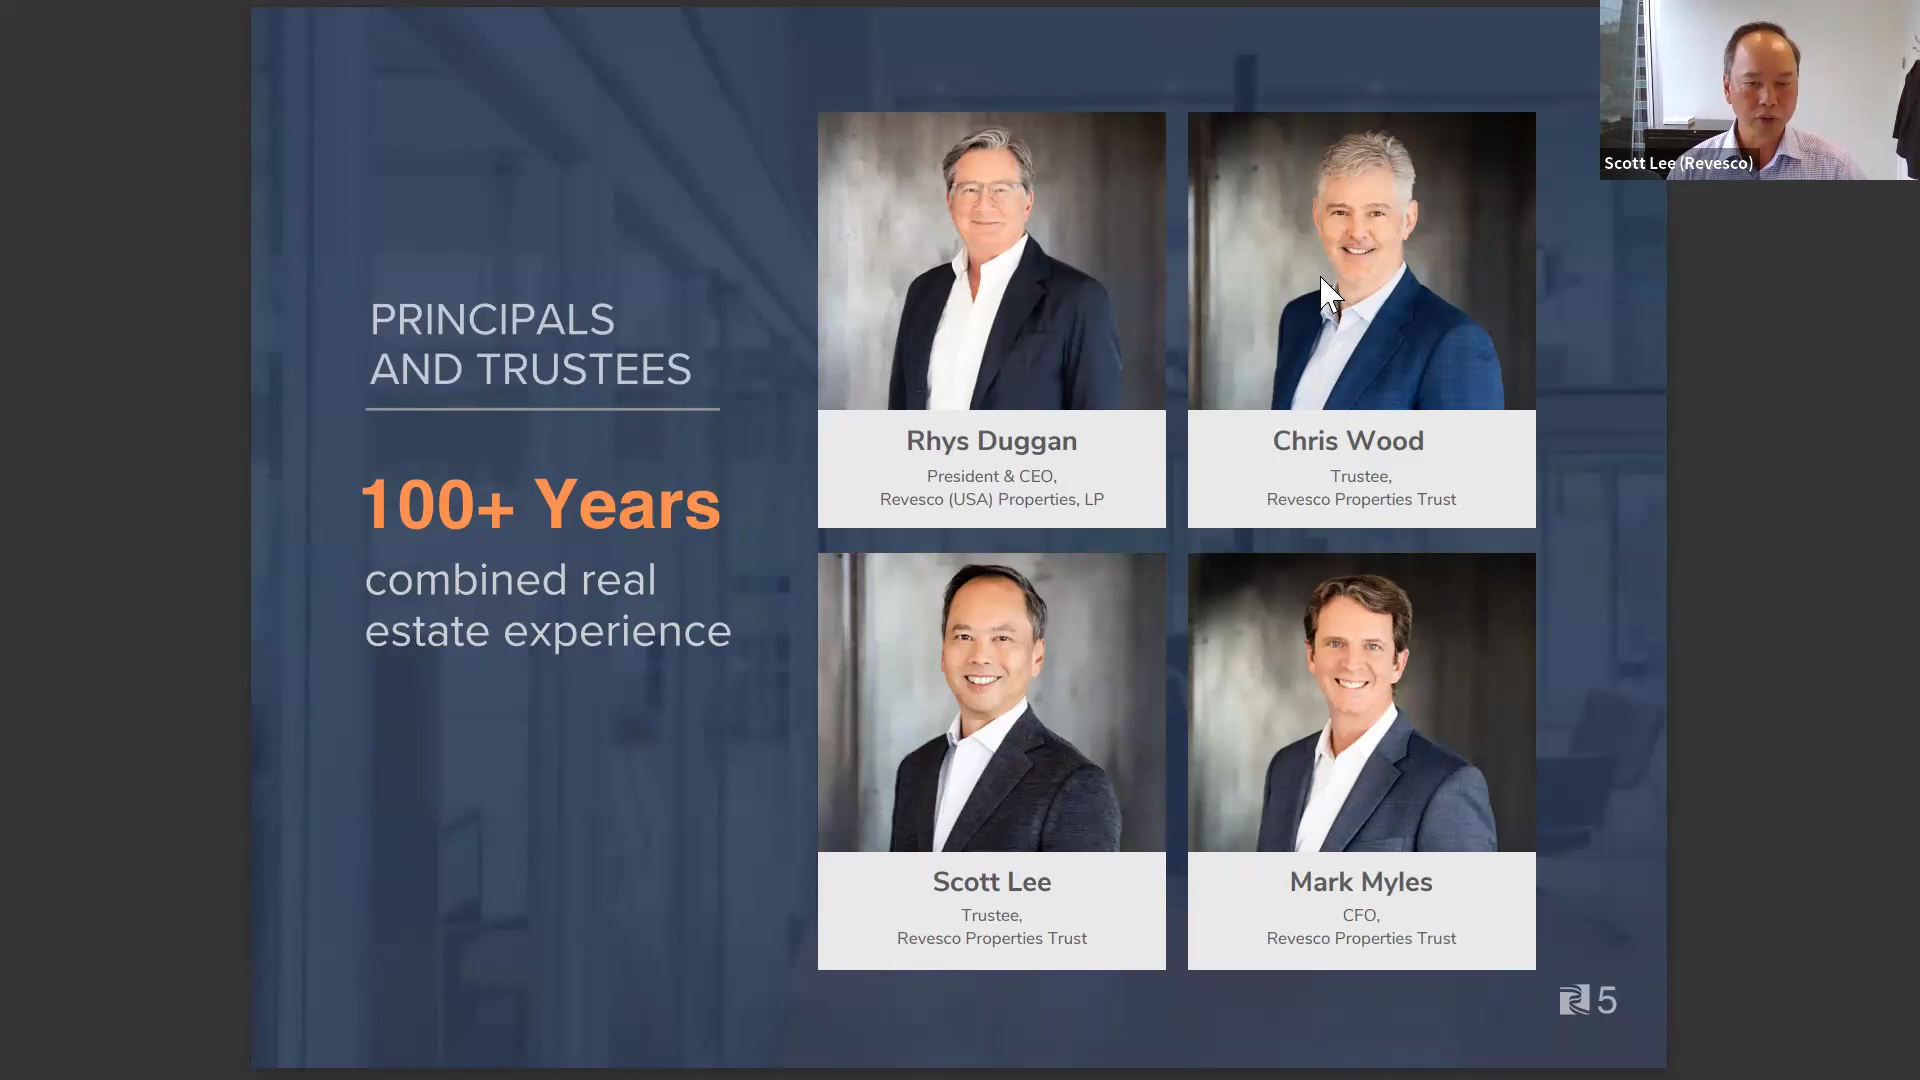 PRINCIPALS
AND TRUSTEES
100+ Years
combined real
estate experience
Rhys Duggan
President & CEO,
Revesco (USA) Properties, LP
Chris Wood
Trustee,
Revesco Properties Trust
Scott Lee
Trustee,
Revesco Properties Trust
Mark Myles
CFO,
Revesco Properties Trust
5
Scott Lee (Revesco)